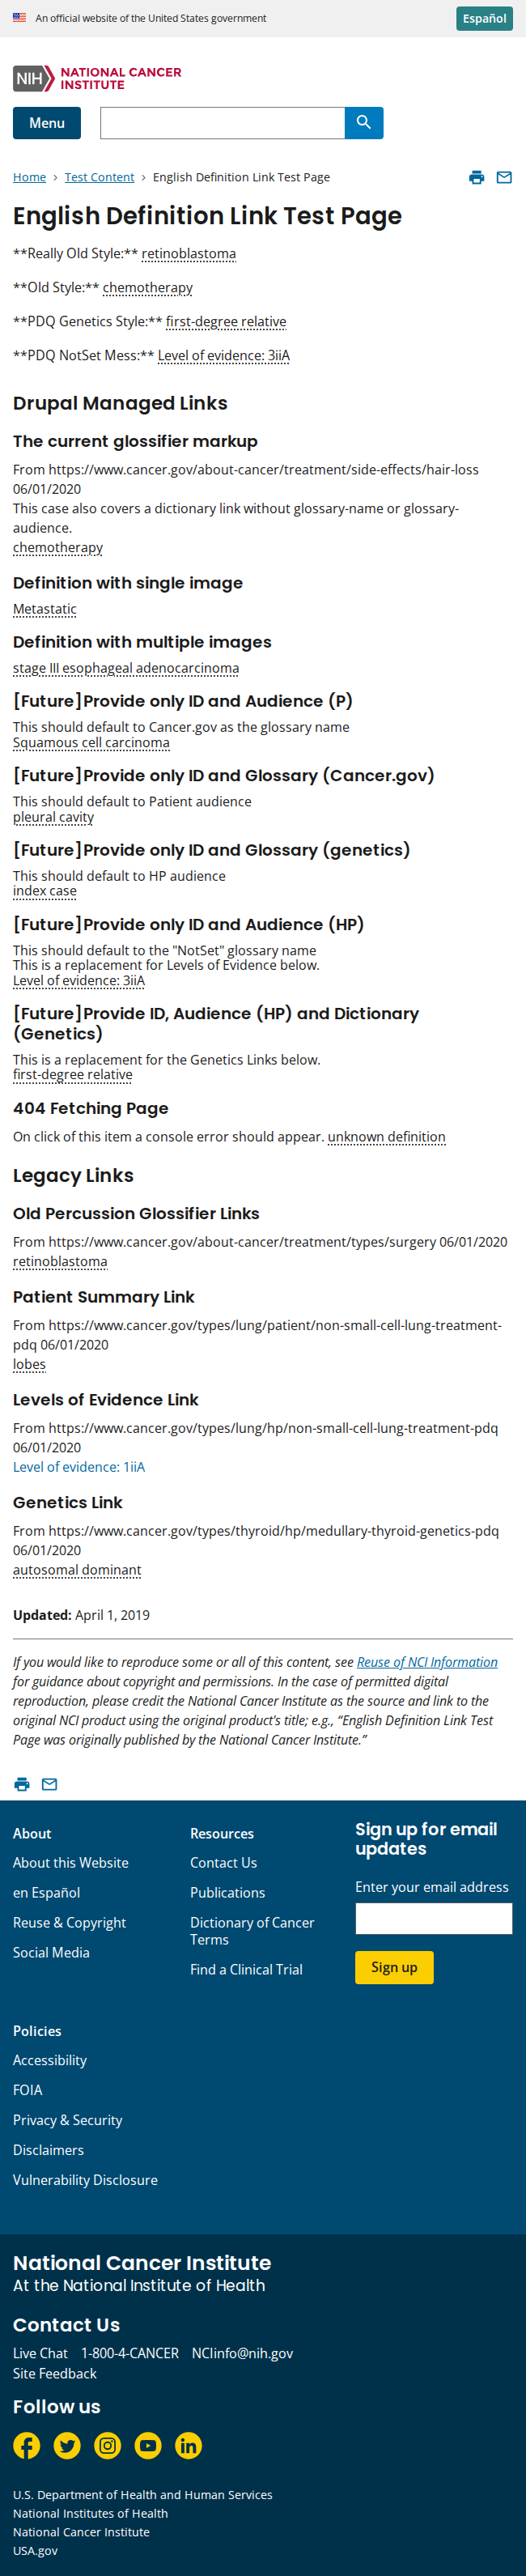 An official website of the United States government
Español
NIH NATIONAL CANCER
INSTITUTE
Menu
Home > Test Content > English Definition Link Test Page
English Definition Link Test Page
**Really Old Style:** retinoblastoma
**Old Style:** chemotherapy
**PDQ Genetics Style:** first-degree relative
**PDQ NotSet Mess:** Level of evidence: 3iiA
Drupal Managed Links
The current glossifier markup
From https://www.cancer.gov/about-cancer/treatment/side-effects/hair-loss
06/01/2020
This case also covers a dictionary link without glossary-name or glossary-
audience.
chemotherapy
Definition with single image
Metastatic
Definition with multiple images
stage III esophageal adenocarcinoma
[Future]Provide only ID and Audience (P)
This should default to Cancer.gov as the glossary name
Squamous cell carcinoma
[Future]Provide only ID and Glossary (Cancer.gov)
This should default to Patient audience
pleural cavity
[Future]Provide only ID and Glossary (genetics)
This should default to HP audience
index case
[Future]Provide only ID and Audience (HP)
This should default to the "NotSet" glossary name
This is a replacement for Levels of Evidence below.
Level of evidence: 3iiA
[Future]Provide ID, Audience (HP) and Dictionary
(Genetics)
This is a replacement for the Genetics Links below.
first-degree relative
404 Fetching Page
On click of this item a console error should appear. unknown definition
Legacy Links
Old Percussion Glossifier Links
From https://www.cancer.gov/about-cancer/treatment/types/surgery 06/01/2020
retinoblastoma
Patient Summary Link
From https://www.cancer.gov/types/lung/patient/non-small-cell-lung-treatment-
pdq 06/01/2020
lobes
Levels of Evidence Link
From https://www.cancer.gov/types/lung/hp/non-small-cell-lung-treatment-pdq
06/01/2020
Level of evidence: 1iiA
Genetics Link
From https://www.cancer.gov/types/thyroid/hp/medullary-thyroid-genetics-pdq
06/01/2020
autosomal dominant
Updated: April 1, 2019
If you would like to reproduce some or all of this content, see Reuse of NCI Information
for guidance about copyright and permissions. In the case of permitted digital
reproduction, please credit the National Cancer Institute as the source and link to the
original NCI product using the original product's title; e.g., “English Definition Link Test
Page was originally published by the National Cancer Institute.”
About
About this Website
en Español
Reuse & Copyright
Social Media
Resources
Contact Us
Publications
Dictionary of Cancer
Terms
Find a Clinical Trial
Sign up for email
updates
Enter your email address
Sign up
Policies
Accessibility
FOIA
Privacy & Security
Disclaimers
Vulnerability Disclosure
National Cancer Institute
At the National Institute of Health
Contact Us
Live Chat 1-800-4-CANCER NCIinfo@nih.gov
Site Feedback
Follow us
U.S. Department of Health and Human Services
National Institutes of Health
National Cancer Institute
USA.gov